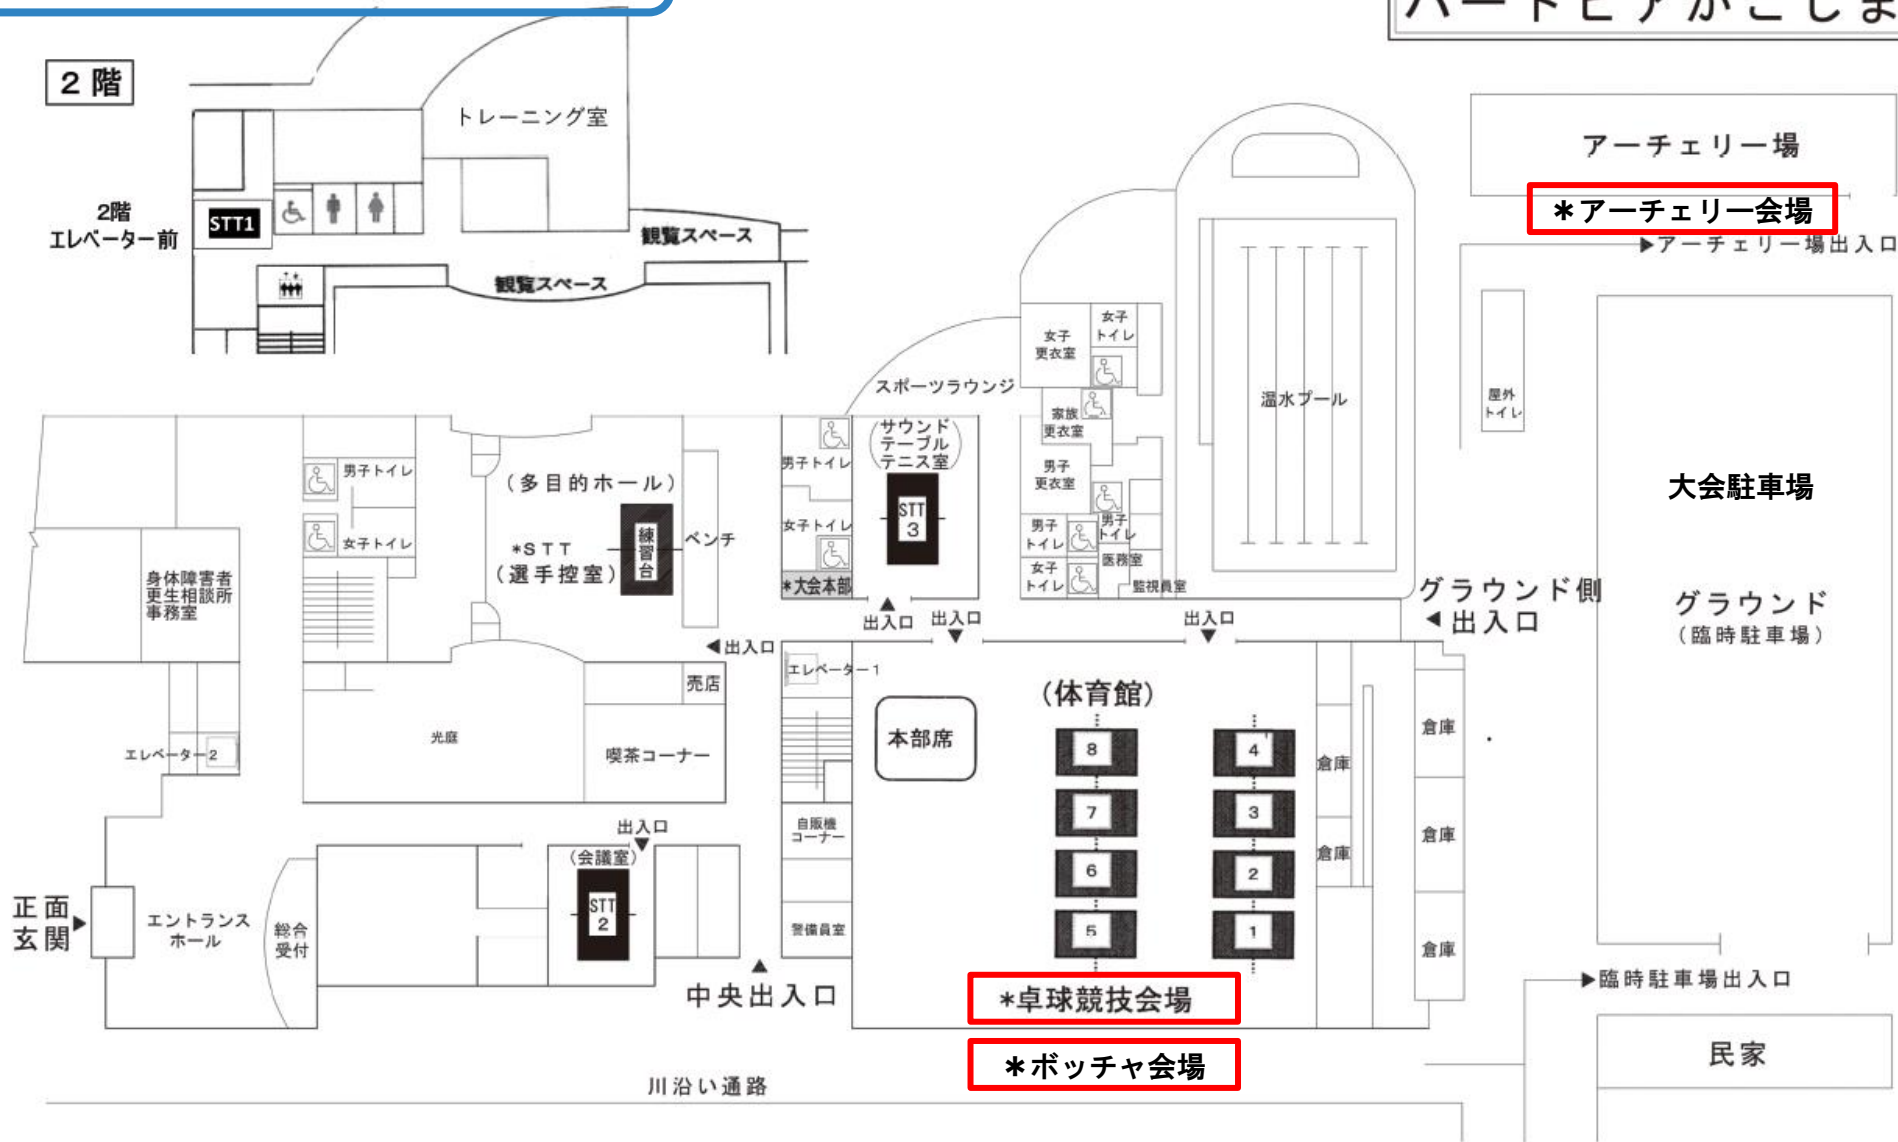 ハートピアかごしま
2階
トレーニング室
アーチェリー場
2階
エレベーター前
STT1
観覧スペース
観覧スペース
＊アーチェリー会場
▶アーチェリー場出入口
女子
更衣室
女子
トイレ
スポーツラウンジ
家族
更衣室
温水プール
屋外
トイレ
男子トイレ
女子トイレ
(多目的ホール)
*STT
(選手控室)
練習台
ベンチ
男子トイレ
女子トイレ
*大会本部
(サウンド
テーブル
テニス室)
STT
3
男子
更衣室
男子
トイレ
男子
トイレ
女子
トイレ
医務室
監視員室
大会駐車場
グラウンド
(臨時駐車場)
グラウンド側
◀出入口
身体障害者
更生相談所
事務室
▲
出入口
出入口
▼
出入口
▼
◀出入口
エレベーター1
売店
光庭
喫茶コーナー
エレベーター2
本部席
(体育館)
8
4
7
3
6
2
5
1
倉庫
倉庫
倉庫
倉庫
倉庫
自販機
コーナー
警備員室
出入口
▼
(会議室)
STT
2
正面
玄関▶
エントランス
ホール
総合
受付
▲
中央出入口
*卓球競技会場
＊ボッチャ会場
▶臨時駐車場出入口
民家
川沿い通路